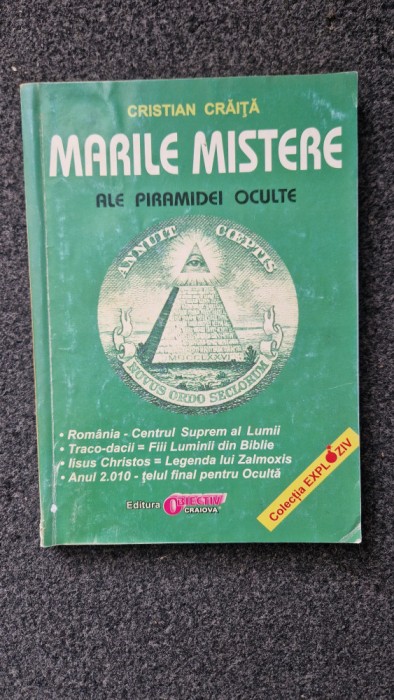 CRISTIAN CRĂIȚĂ
MARILE MISTERE
ALE PIRAMIDEI OCULTE
ANNUIT CŒPTIS
MDCCLXXVI
NOVUS ORDO SECLORUM
• România - Centrul Suprem al Lumii
• Traco-dacii = Fiii Luminii din Biblie
• Iisus Christos = Legenda lui Zalmoxis
• Anul 2.010 - țelul final pentru Ocultă
Editura OBIECTIV
CRAIOVA
Colecția EXPLOZIV